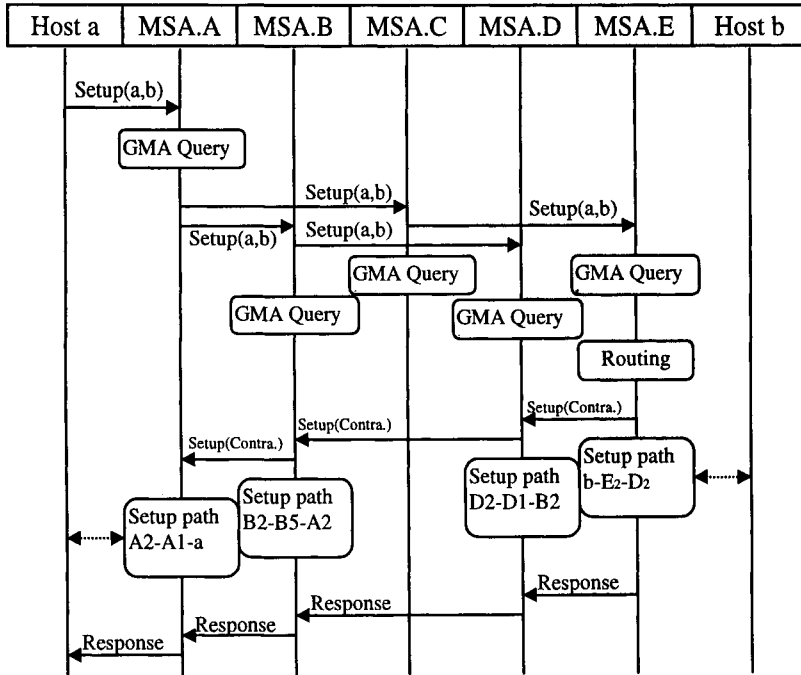 Host a MSA.A MSA.B MSA.C MSA.D MSA.E Host b
Setup(a,b)
GMA Query
Setup(a,b)
Setup(a,b)
Setup(a,b)
Setup(a,b)
GMA Query
GMA Query
GMA Query
GMA Query
Routing
Setup(Contra.)
Setup(Contra.)
Setup(Contra.)
Setup path
b-E2-D2
Setup path
D2-D1-B2
Setup path
B2-B5-A2
Setup path
A2-A1-a
Response
Response
Response
Response